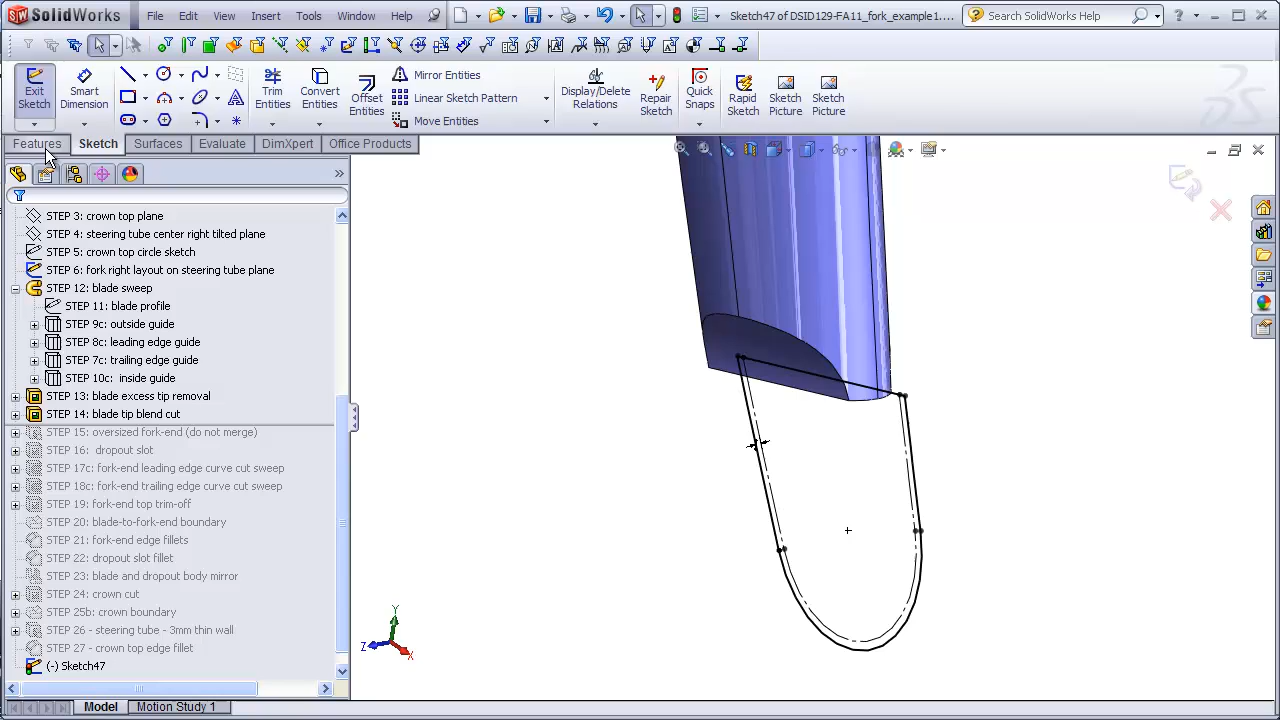 SolidWorks File Edit View Insert Tools Window Help Sketch47 of DSID129-FA11_fork_example1.... Search SolidWorks Help
Exit Sketch
Smart Dimension
Trim Entities
Convert Entities
Offset Entities
Mirror Entities
Linear Sketch Pattern
Move Entities
Display/Delete Relations
Repair Sketch
Quick Snaps
Rapid Sketch
Sketch Picture
Sketch Picture
Features Sketch Surfaces Evaluate DimXpert Office Products
STEP 3: crown top plane
STEP 4: steering tube center right tilted plane
STEP 5: crown top circle sketch
STEP 6: fork right layout on steering tube plane
STEP 12: blade sweep
STEP 11: blade profile
STEP 9c: outside guide
STEP 8c: leading edge guide
STEP 7c: trailing edge guide
STEP 10c: inside guide
STEP 13: blade excess tip removal
STEP 14: blade tip blend cut
STEP 15: oversized fork-end (do not merge)
STEP 16: dropout slot
STEP 17c: fork-end leading edge curve cut sweep
STEP 18c: fork-end trailing edge curve cut sweep
STEP 19: fork-end top trim-off
STEP 20: blade-to-fork-end boundary
STEP 21: fork-end edge fillets
STEP 22: dropout slot fillet
STEP 23: blade and dropout body mirror
STEP 24: crown cut
STEP 25b: crown boundary
STEP 26 - steering tube - 3mm thin wall
STEP 27 - crown top edge fillet
(-) Sketch47
Y
Z
X
Model Motion Study 1